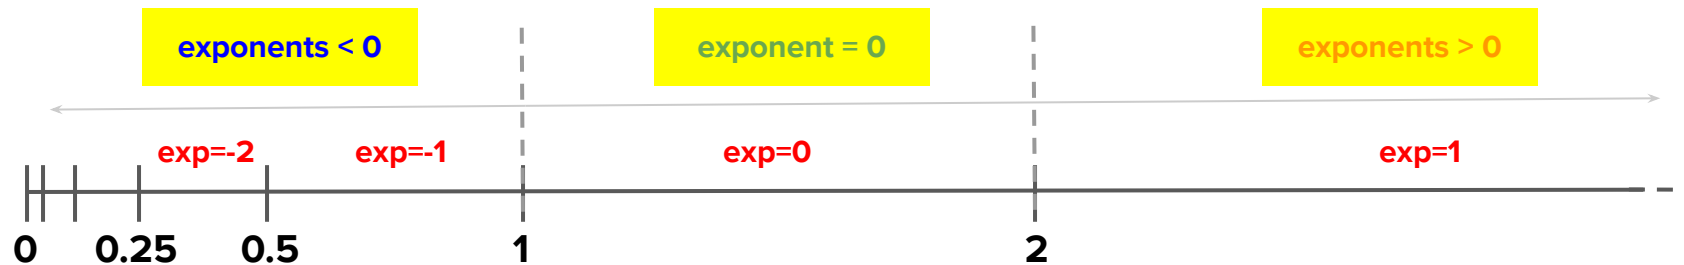 exponents < 0 exponent = 0 exponents > 0
exp=-2 exp=-1 exp=0 exp=1
0 0.25 0.5 1 2